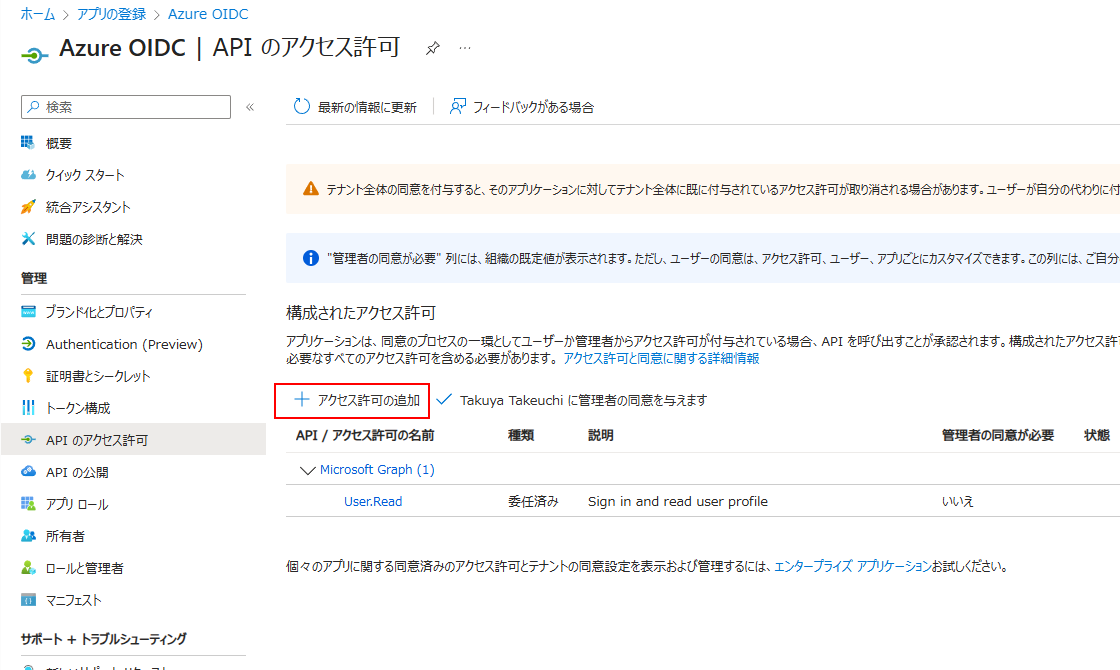 ホーム > アプリの登録 > Azure OIDC
Azure OIDC | API のアクセス許可 ···
検索
«
概要
クイック スタート
統合アシスタント
問題の診断と解決
管理
ブランド化とプロパティ
Authentication (Preview)
証明書とシークレット
トークン構成
API のアクセス許可
API の公開
アプリ ロール
所有者
ロールと管理者
マニフェスト
サポート + トラブルシューティング
最新の情報に更新
フィードバックがある場合
テナント全体の同意を付与すると、そのアプリケーションに対してテナント全体に既に付与されているアクセス許可が取り消される場合があります。ユーザーが自分の代わりに付
"管理者の同意が必要" 列には、組織の既定値が表示されます。ただし、ユーザーの同意は、アクセス許可、ユーザー、アプリごとにカスタマイズできます。この列には、ご自分
構成されたアクセス許可
アプリケーションは、同意のプロセスの一環としてユーザーか管理者からアクセス許可が付与されている場合、API を呼び出すことが承認されます。構成されたアクセス許
必要なすべてのアクセス許可を含める必要があります。 アクセス許可と同意に関する詳細情報
アクセス許可の追加 Takuya Takeuchi に管理者の同意を与えます
API / アクセス許可の名前 種類 説明 管理者の同意が必要 状態
Microsoft Graph (1)
User.Read 委任済み Sign in and read user profile いいえ
個々のアプリに関する同意済みのアクセス許可とテナントの同意設定を表示および管理するには、エンタープライズ アプリケーションお試しください。